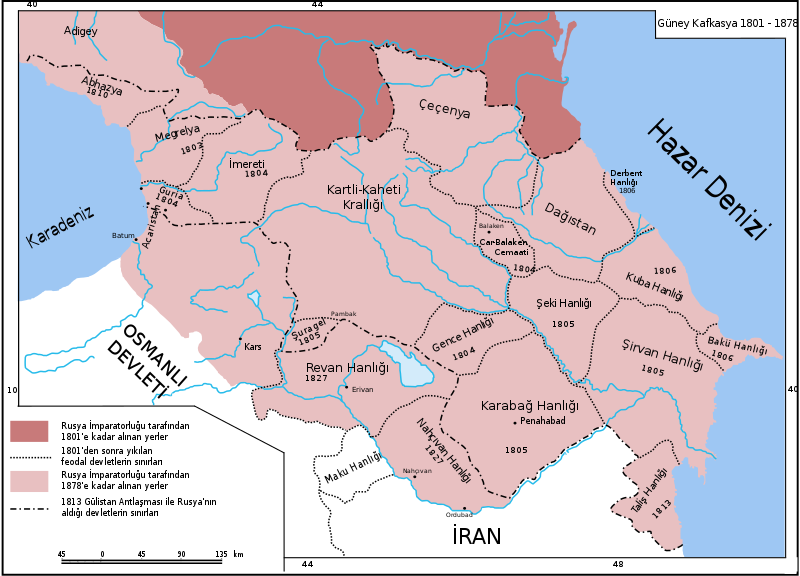 40
44
Güney Kafkasya 1801 - 1878
Adigey
Abhazya
1810
Çeçenya
Megrelya
1803
İmereti
1804
Hazar Denizi
Derbent
Hanlığı
1806
Kartli-Kaheti
Krallığı
Guria
1804
Acaristan
Karadeniz
Batum
Dağıstan
Balaken
Car-Balaken
Cemaati
1806
1806
Kuba Hanlığı
Şeki Hanlığı
1805
Pambak
Şuragel
1805
Gence Hanlığı
1804
Şirvan Hanlığı
1805
Bakü Hanlığı
1806
OSMANLI
DEVLETİ
Kars
Revan Hanlığı
1827
Erivan
10
40
Karabağ Hanlığı
Penahabad
1805
Nahçıvan Hanlığı
1827
Maku Hanlığı
Nahçıvan
Ordubad
Talış Hanlığı
1813
İRAN
Rusya İmparatorluğu tarafından
1801'e kadar alınan yerler
1801'den sonra yıkılan
feodal devletlerin sınırları
Rusya İmparatorluğu tarafından
1878'e kadar alınan yerler
1813 Gülistan Antlaşması ile Rusya'nın
aldığı devletlerin sınırları
45 0 45 90 135 km
44
48